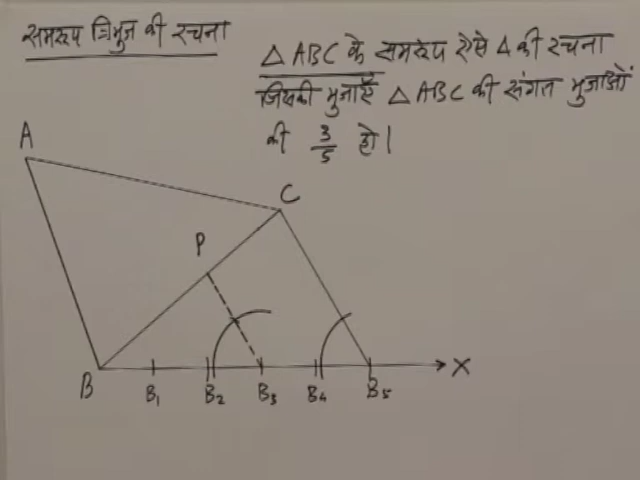 समरूप त्रिभुज की रचना
△ ABC के समरूप ऐसे △ की रचना
जिसकी भुजाएँ △ ABC की संगत भुजाओं
की 3/5 हो।
A
C
P
B
B₁
B₂
B₃
B₄
B₅
X